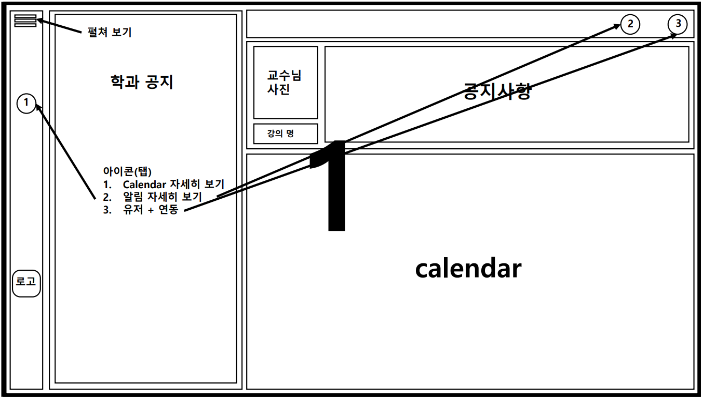 펼쳐 보기
2
3
학과 공지
교수님
사진
공지사항
1
강의 명
1
아이콘(탭)
1. Calendar 자세히 보기
2. 알림 자세히 보기
3. 유저 + 연동
calendar
로고